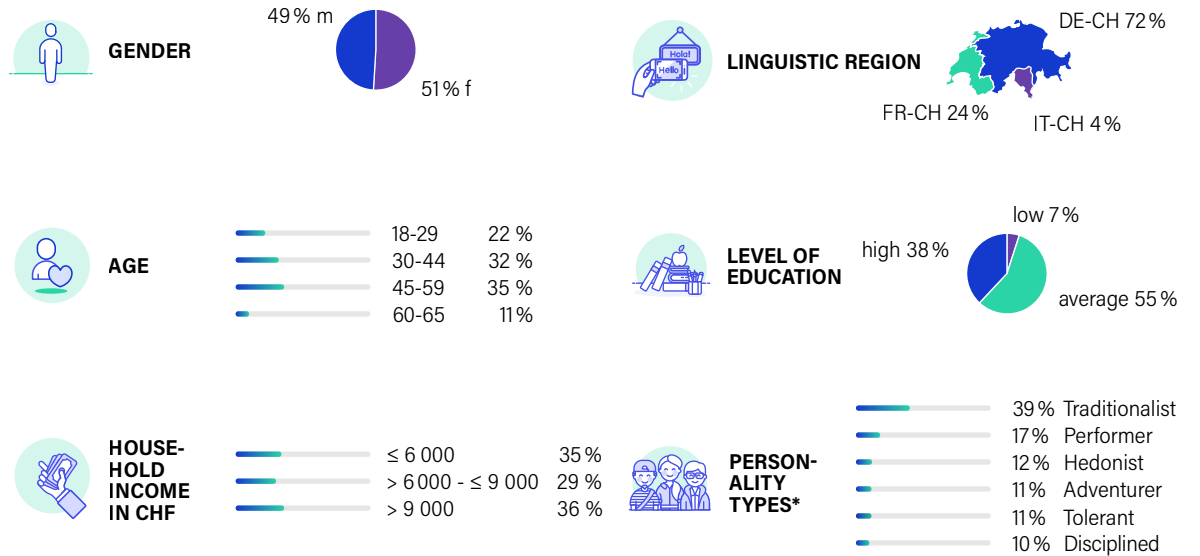 GENDER
49 % m
51 % f
LINGUISTIC REGION
Hola!
Hello
DE-CH 72 %
FR-CH 24 %
IT-CH 4 %
AGE
18-29 22 %
30-44 32 %
45-59 35 %
60-65 11 %
LEVEL OF
EDUCATION
low 7 %
high 38 %
average 55 %
HOUSE-
HOLD
INCOME
IN CHF
≤ 6 000 35 %
> 6 000 - ≤ 9 000 29 %
> 9 000 36 %
PERSON-
ALITY
TYPES*
39 % Traditionalist
17 % Performer
12 % Hedonist
11 % Adventurer
11 % Tolerant
10 % Disciplined